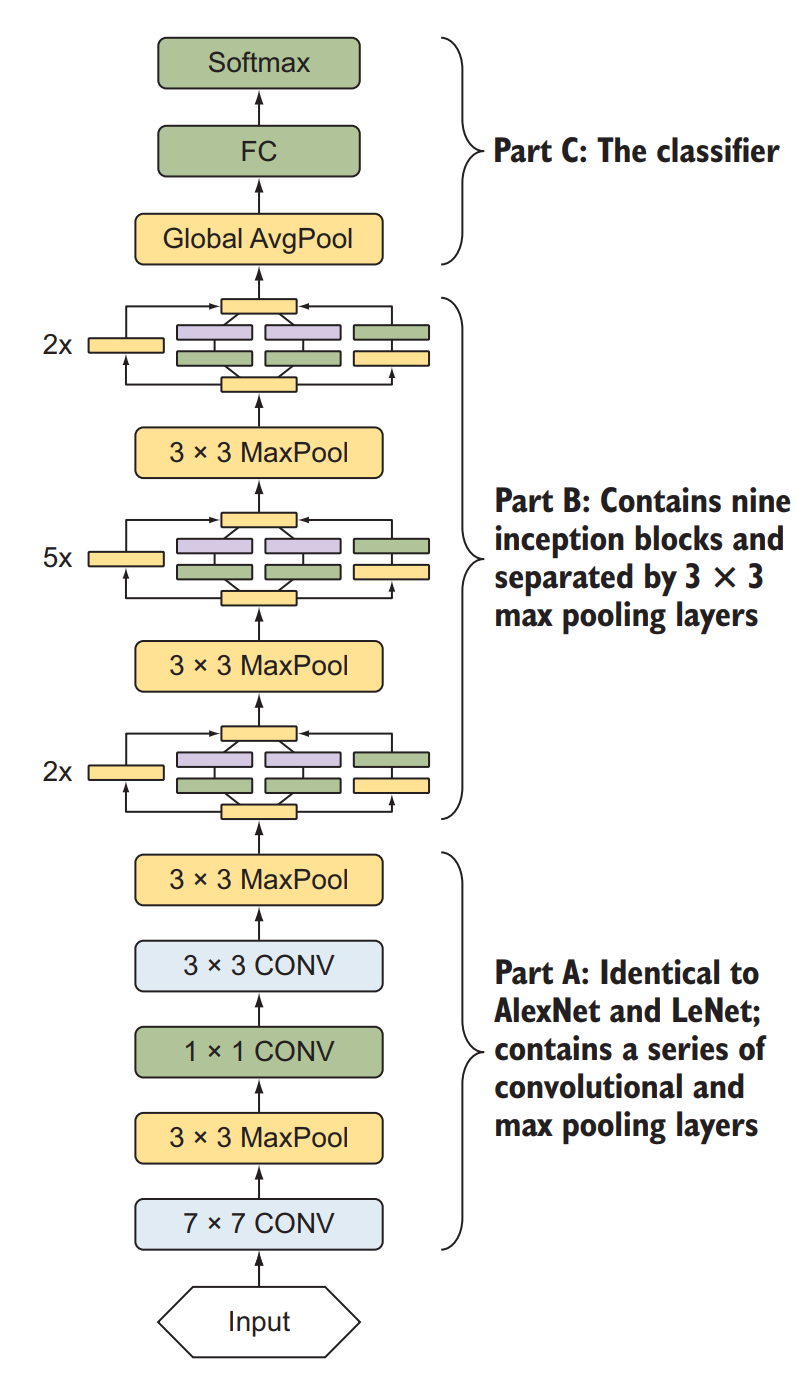 Softmax
FC
Part C: The classifier
Global AvgPool
2x
3 × 3 MaxPool
5x
Part B: Contains nine
inception blocks and
separated by 3 × 3
max pooling layers
3 × 3 MaxPool
2x
3 × 3 MaxPool
3 × 3 CONV
1 × 1 CONV
3 × 3 MaxPool
7 × 7 CONV
Part A: Identical to
AlexNet and LeNet;
contains a series of
convolutional and
max pooling layers
Input